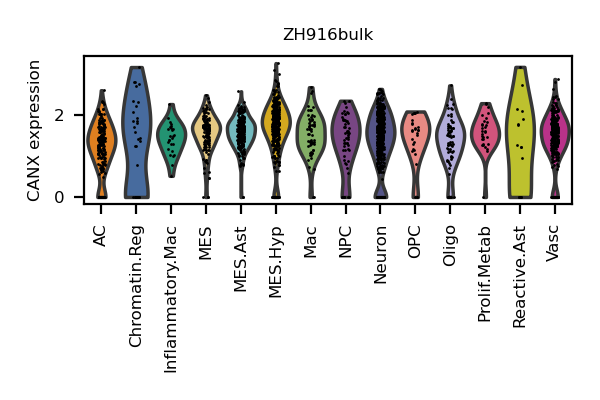 ZH916bulk
CANX expression
2
0
AC
Chromatin.Reg
Inflammatory.Mac
MES
MES.Ast
MES.Hyp
Mac
NPC
Neuron
OPC
Oligo
Prolif.Metab
Reactive.Ast
Vasc